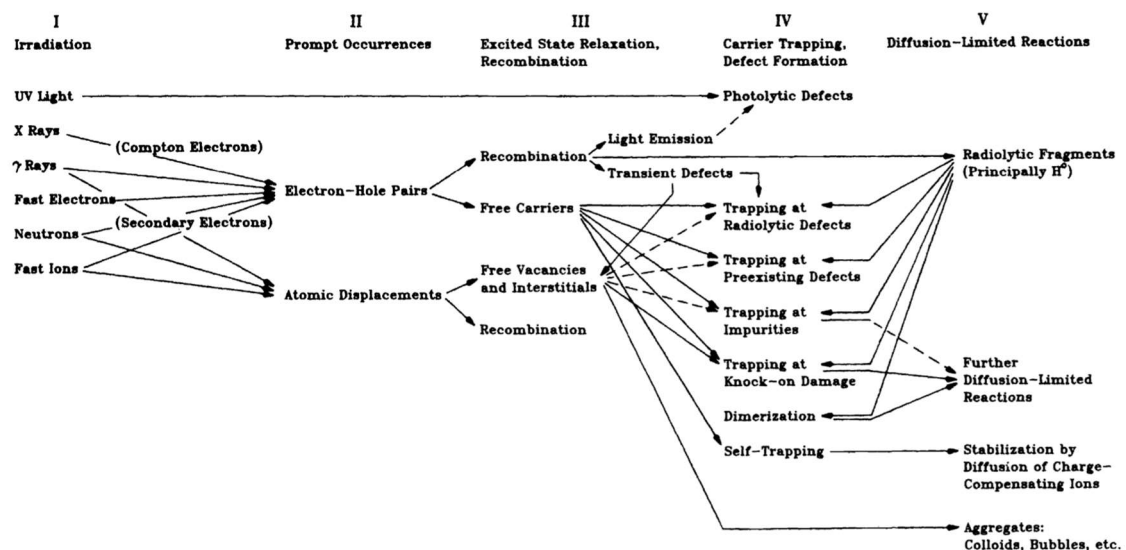 I
Irradiation
II
Prompt Occurrences
III
Excited State Relaxation,
Recombination
IV
Carrier Trapping,
Defect Formation
V
Diffusion-Limited Reactions
UV Light
X Rays
γ Rays
Fast Electrons
Neutrons
Fast Ions
(Compton Electrons)
(Secondary Electrons)
Electron-Hole Pairs
Atomic Displacements
Light Emission
Recombination
Transient Defects
Free Carriers
Free Vacancies
and Interstitials
Recombination
Photolytic Defects
Trapping at
Radiolytic Defects
Trapping at
Preexisting Defects
Trapping at
Impurities
Trapping at
Knock-on Damage
Dimerization
Self-Trapping
Radiolytic Fragments
(Principally H°)
Further
Diffusion-Limited
Reactions
Stabilization by
Diffusion of Charge-
Compensating Ions
Aggregates:
Colloids, Bubbles, etc.